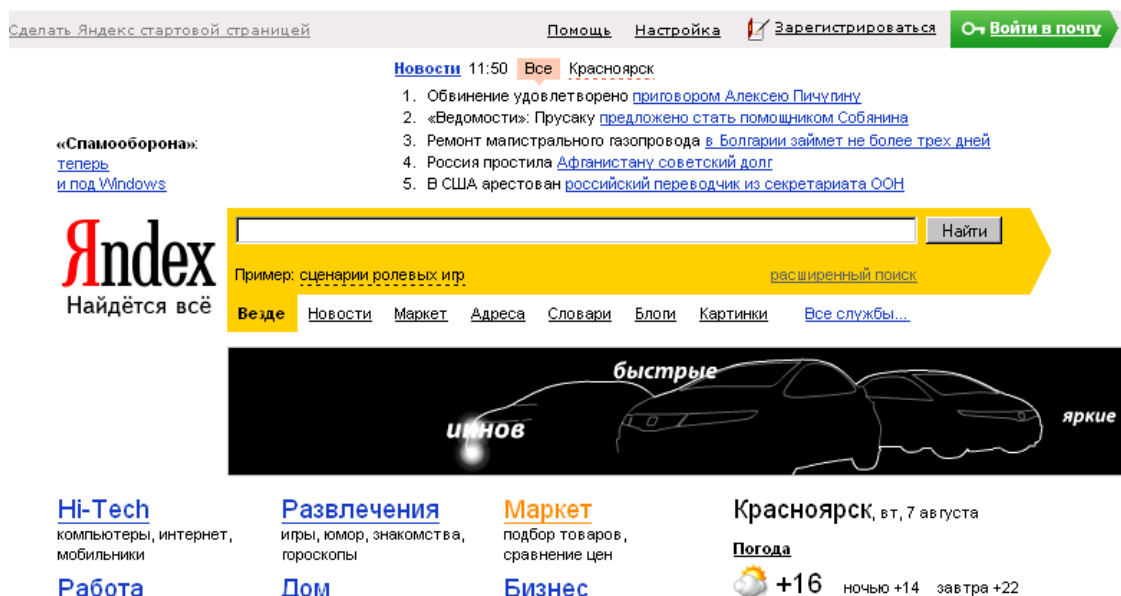 Сделать Яндекс стартовой страницей
Помощь Настройка Зарегистрироваться Войти в почту
Новости 11:50 Все Красноярск
1. Обвинение удовлетворено приговором Алексею Пичугину
2. «Ведомости»: Прусаку предложено стать помощником Собянина
3. Ремонт магистрального газопровода в Болгарии займет не более трех дней
4. Россия простила Афганистану советский долг
5. В США арестован российский переводчик из секретариата ООН
«Спамооборона»:
теперь
и под Windows
Яndex
Найдётся всё
Найти
Пример: сценарии ролевых игр расширенный поиск
Везде Новости Маркет Адреса Словари Блоги Картинки Все службы...
быстрые
иннов
яркие
Hi-Tech
компьютеры, интернет,
мобильники
Развлечения
игры, юмор, знакомства,
гороскопы
Маркет
подбор товаров,
сравнение цен
Красноярск, вт, 7 августа
Погода
+16 ночью +14 завтра +22
Работа
Дом
Бизнес